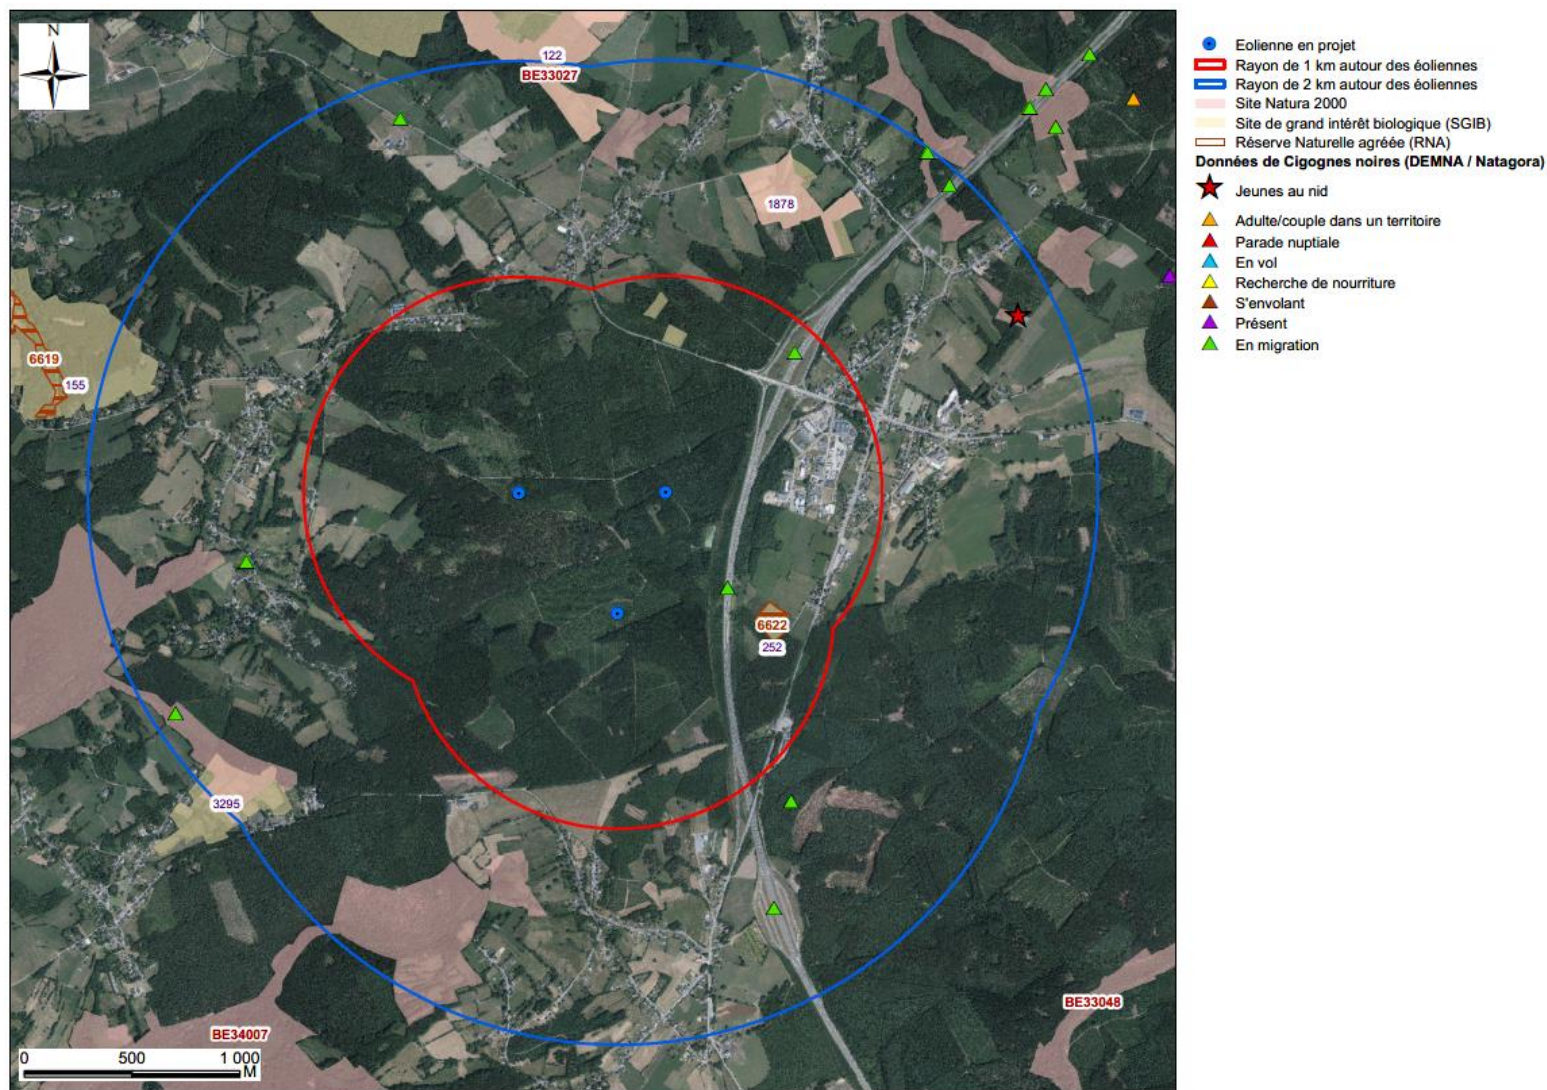 N
122
BE33027
1878
6619
155
6622
252
3295
BE34007
BE33048
0 500 1 000
M
Eolienne en projet
Rayon de 1 km autour des éoliennes
Rayon de 2 km autour des éoliennes
Site Natura 2000
Site de grand intérêt biologique (SGIB)
Réserve Naturelle agréée (RNA)
Données de Cigognes noires (DEMNA / Natagora)
Jeunes au nid
Adulte/couple dans un territoire
Parade nuptiale
En vol
Recherche de nourriture
S'envolant
Présent
En migration